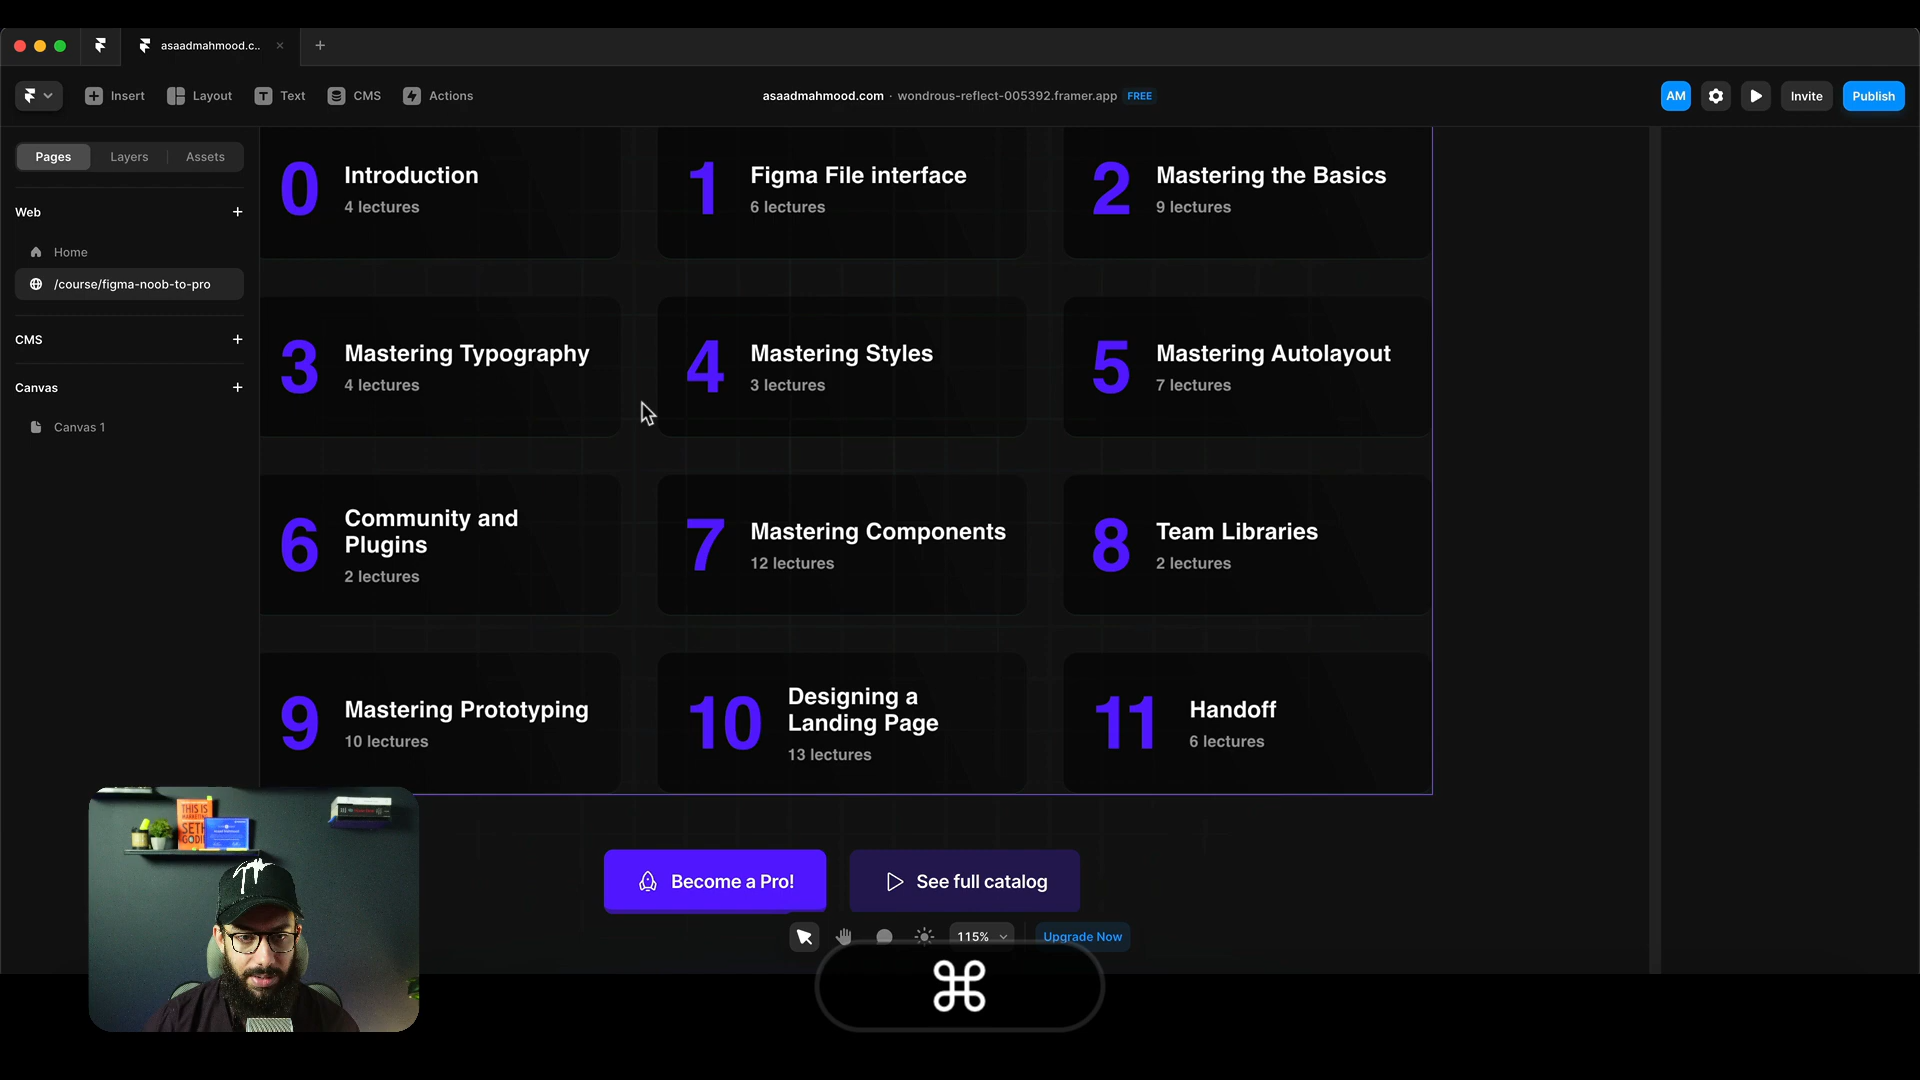 asaadmahmood.c..
Insert
Layout
Text
CMS
Actions
asaadmahmood.com · wondrous-reflect-005392.framer.app
FREE
AM
Invite
Publish
Pages
Layers
Assets
Web
Home
/course/figma-noob-to-pro
CMS
Canvas
Canvas 1
0
Introduction
4 lectures
1
Figma File interface
6 lectures
2
Mastering the Basics
9 lectures
3
Mastering Typography
4 lectures
4
Mastering Styles
3 lectures
5
Mastering Autolayout
7 lectures
6
Community and
Plugins
2 lectures
7
Mastering Components
12 lectures
8
Team Libraries
2 lectures
9
Mastering Prototyping
10 lectures
10
Designing a
Landing Page
13 lectures
11
Handoff
6 lectures
Become a Pro!
See full catalog
115%
Upgrade Now
⌘
THIS IS
MARKETING
SETH
GODIN